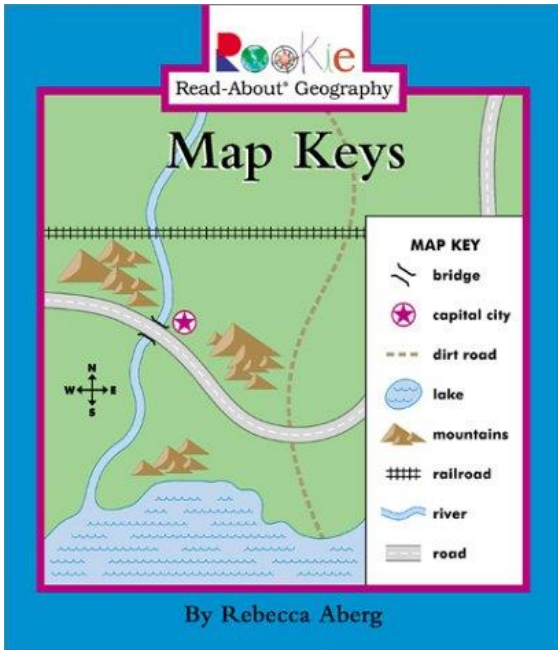 Rookie
Read-About® Geography
Map Keys
MAP KEY
bridge
capital city
dirt road
lake
mountains
railroad
river
road
N
W E
S
By Rebecca Aberg